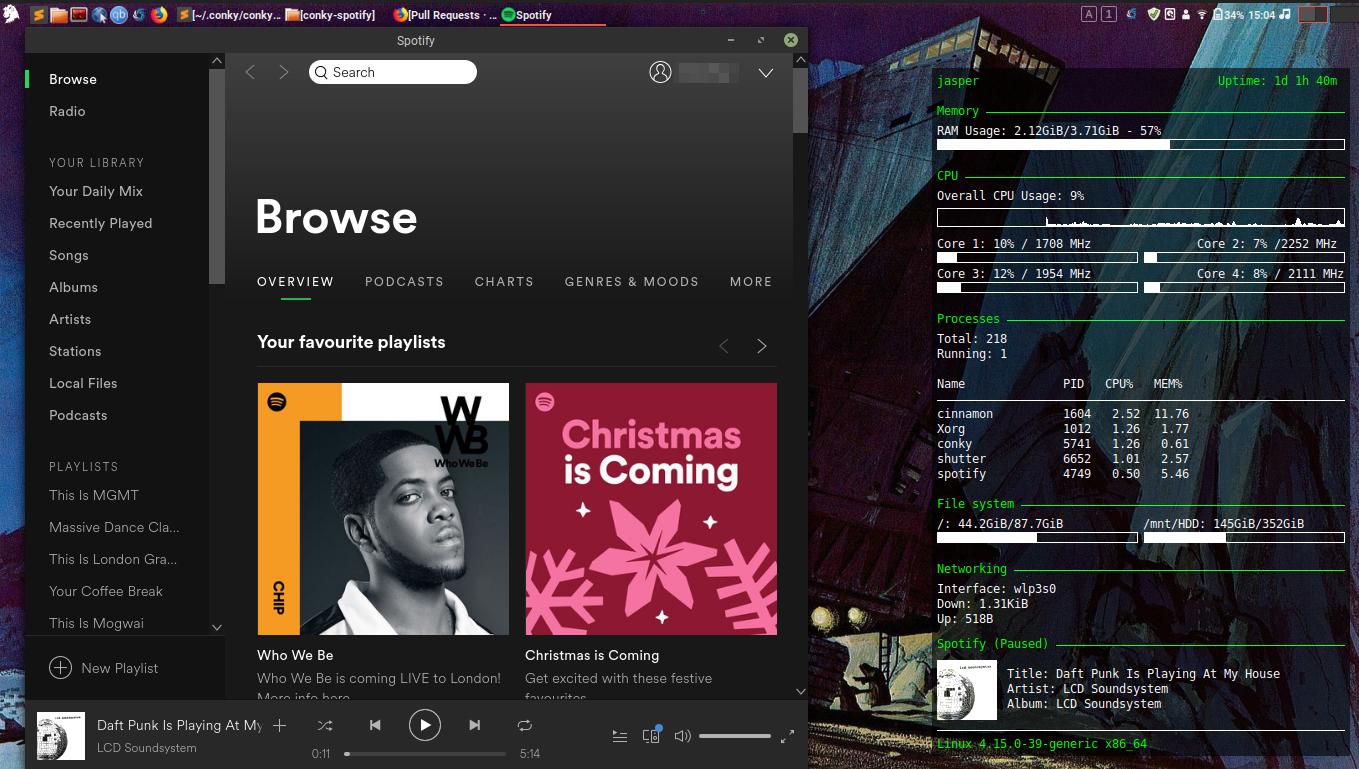 [~/.conky/conky...
[conky-spotify]
[Pull Requests · ...
Spotify
A
1
34%
15:04
Spotify
Browse
Radio
YOUR LIBRARY
Your Daily Mix
Recently Played
Songs
Albums
Artists
Stations
Local Files
Podcasts
PLAYLISTS
This Is MGMT
Massive Dance Cla...
This Is London Gra...
Your Coffee Break
This Is Mogwai
New Playlist
Search
Browse
OVERVIEW PODCASTS CHARTS GENRES & MOODS MORE
Your favourite playlists
W
WB
Who We Be
CHIP
Who We Be
Who We Be is coming LIVE to London!
More info here
Christmas
is Coming
Christmas is Coming
Get excited with these festive
favourites
Daft Punk Is Playing At My
LCD Soundsystem
0:11
5:14
jasper Uptime: 1d 1h 40m
Memory
RAM Usage: 2.12GiB/3.71GiB - 57%
CPU
Overall CPU Usage: 9%
Core 1: 10% / 1708 MHz Core 2: 7% /2252 MHz
Core 3: 12% / 1954 MHz Core 4: 8% / 2111 MHz
Processes
Total: 218
Running: 1
Name PID CPU% MEM%
cinnamon 1604 2.52 11.76
Xorg 1012 1.26 1.77
conky 5741 1.26 0.61
shutter 6652 1.01 2.57
spotify 4749 0.50 5.46
File system
/: 44.2GiB/87.7GiB /mnt/HDD: 145GiB/352GiB
Networking
Interface: wlp3s0
Down: 1.31KiB
Up: 518B
Spotify (Paused)
lcd soundsystem
Title: Daft Punk Is Playing At My House
Artist: LCD Soundsystem
Album: LCD Soundsystem
Linux 4.15.0-39-generic x86_64